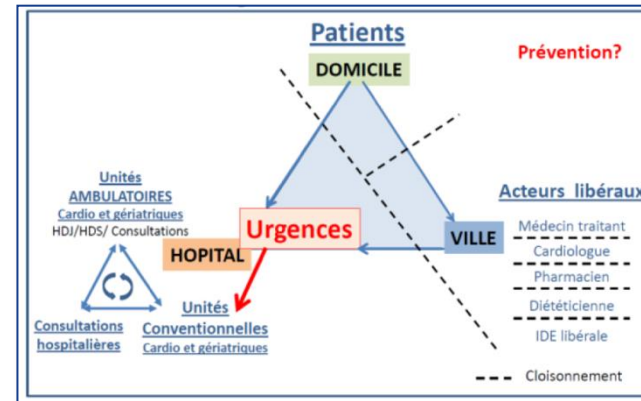 Patients
DOMICILE
Prévention?
Unités
AMBULATOIRES
Cardio et gériatriques
HDJ/HDS/ Consultations
Urgences
HOPITAL
VILLE
Acteurs libéraux
Médecin traitant
Cardiologue
Pharmacien
Diététicienne
IDE libérale
Consultations
hospitalières
Unités
Conventionnelles
Cardio et gériatriques
Cloisonnement